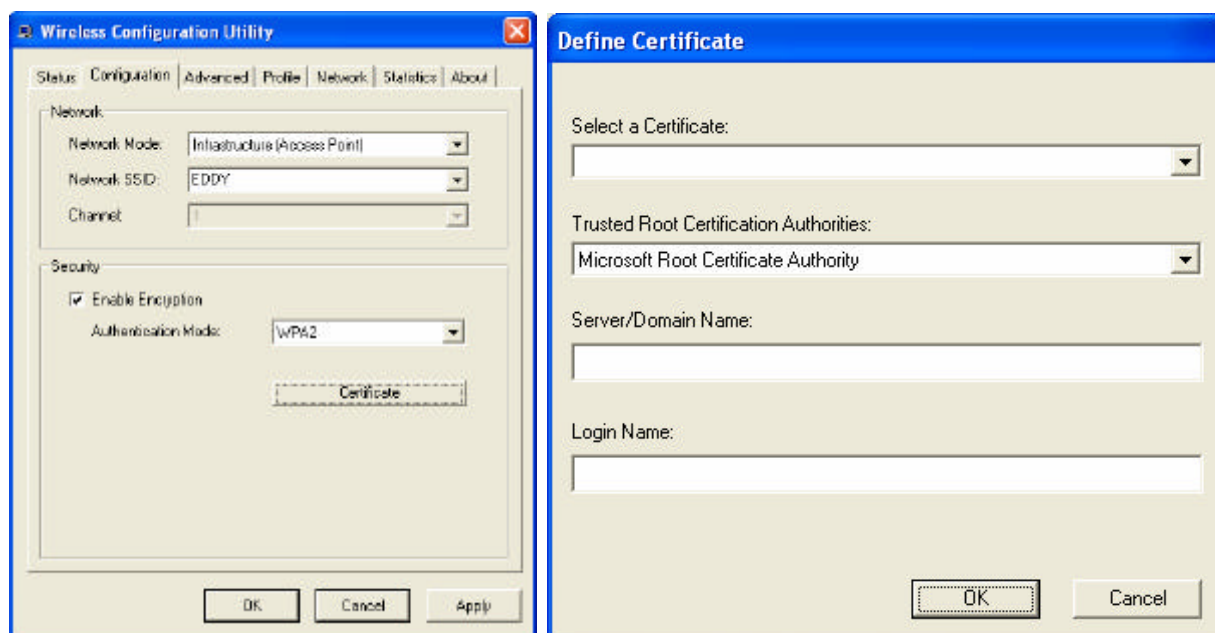 Wireless Configuration Utility
Status Configuration Advanced Profile Network Statistics About
Network
Network Mode: Infrastructure (Access Point)
Network SSID: EDDY
Channel: 1
Security
Enable Encryption
Authentication Mode: WPA2
Certificate
OK Cancel Apply
Define Certificate
Select a Certificate:
Trusted Root Certification Authorities:
Microsoft Root Certificate Authority
Server/Domain Name:
Login Name:
OK Cancel